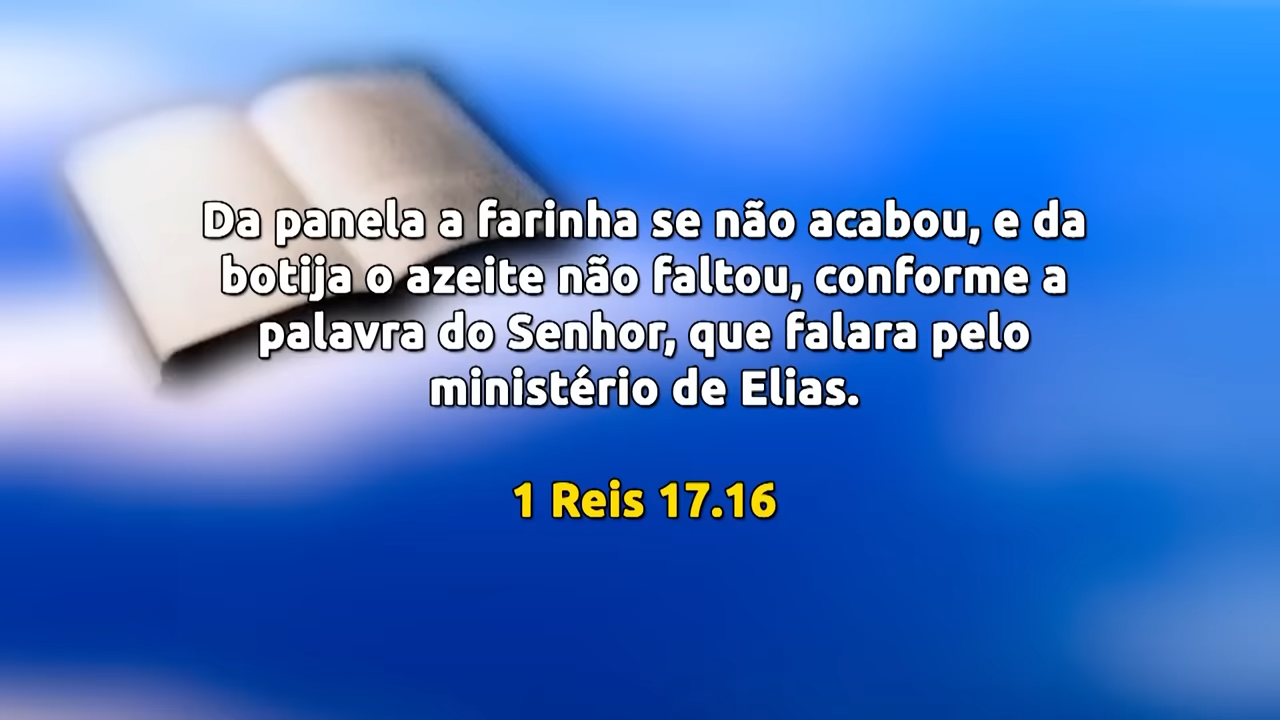 Da panela a farinha se não acabou, e da
botija o azeite não faltou, conforme a
palavra do Senhor, que falara pelo
ministério de Elias.
1 Reis 17.16